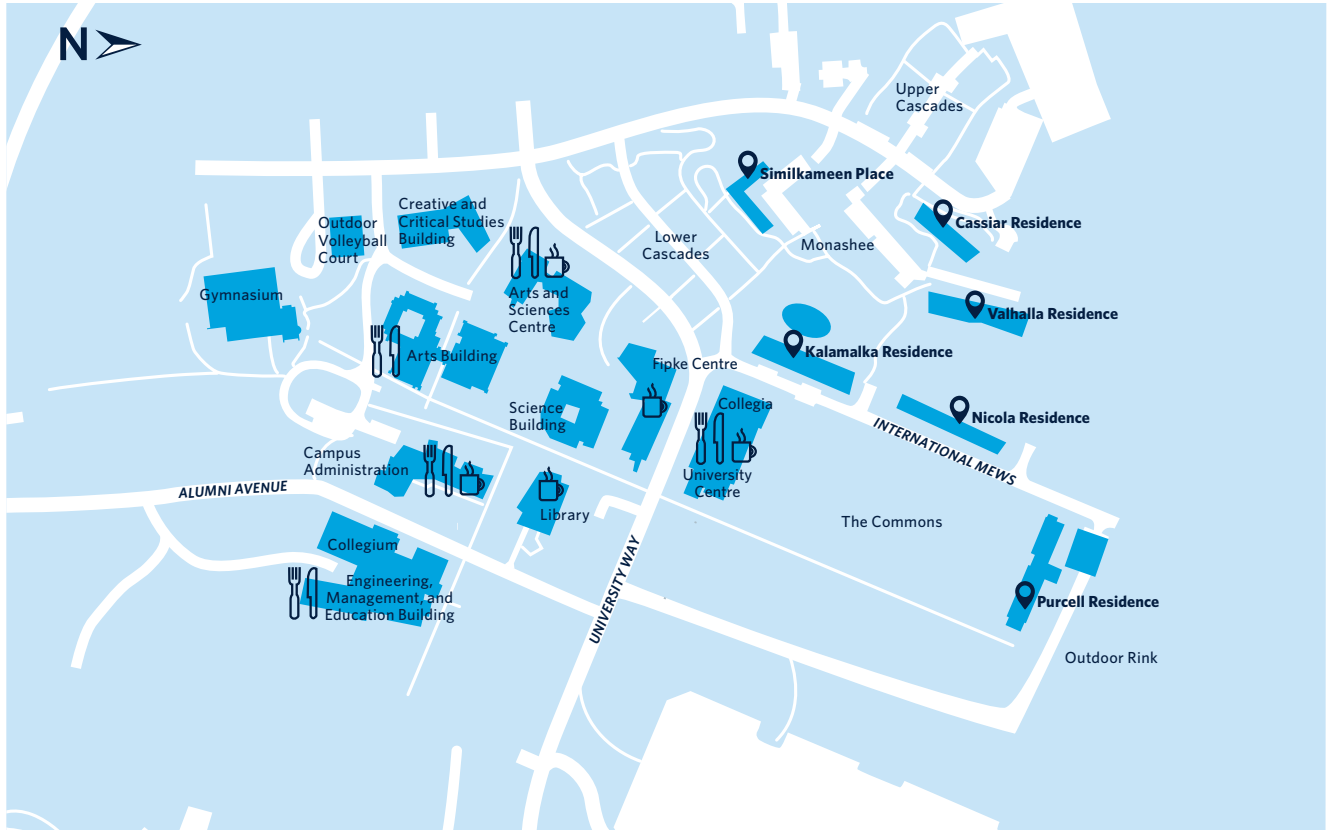 N
Upper
Cascades
Similkameen Place
Creative and
Critical Studies
Building
Outdoor
Volleyball
Court
Cassiar Residence
Lower
Cascades
Monashee
Gymnasium
Arts and
Sciences
Centre
Valhalla Residence
Arts Building
Kalamalka Residence
Fipke Centre
Science
Building
Collegia
Nicola Residence
INTERNATIONAL MEWS
Campus
Administration
University
Centre
ALUMNI AVENUE
Library
The Commons
Collegium
UNIVERSITY WAY
Engineering,
Management, and
Education Building
Purcell Residence
Outdoor Rink